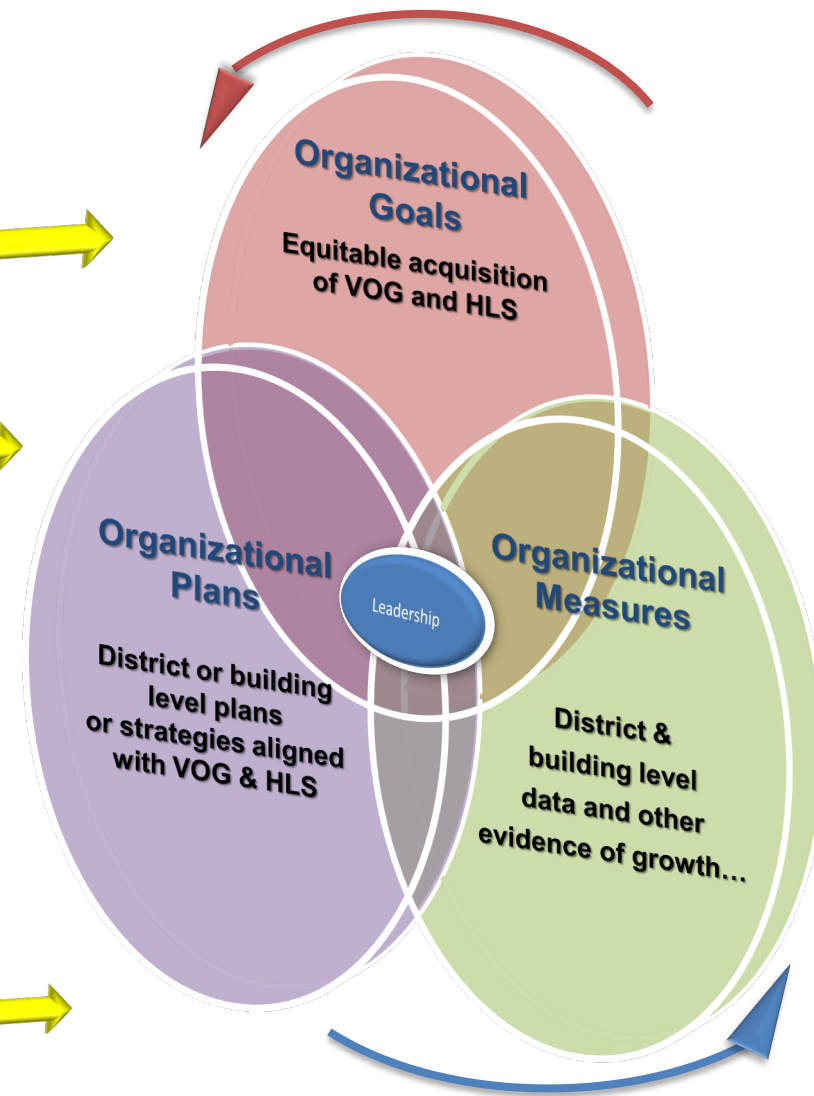 Organizational
Goals
Equitable acquisition
of VOG and HLS
Organizational
Plans
District or building
level plans
or strategies aligned
with VOG & HLS
Leadership
Organizational
Measures
District &
building level
data and other
evidence of growth...